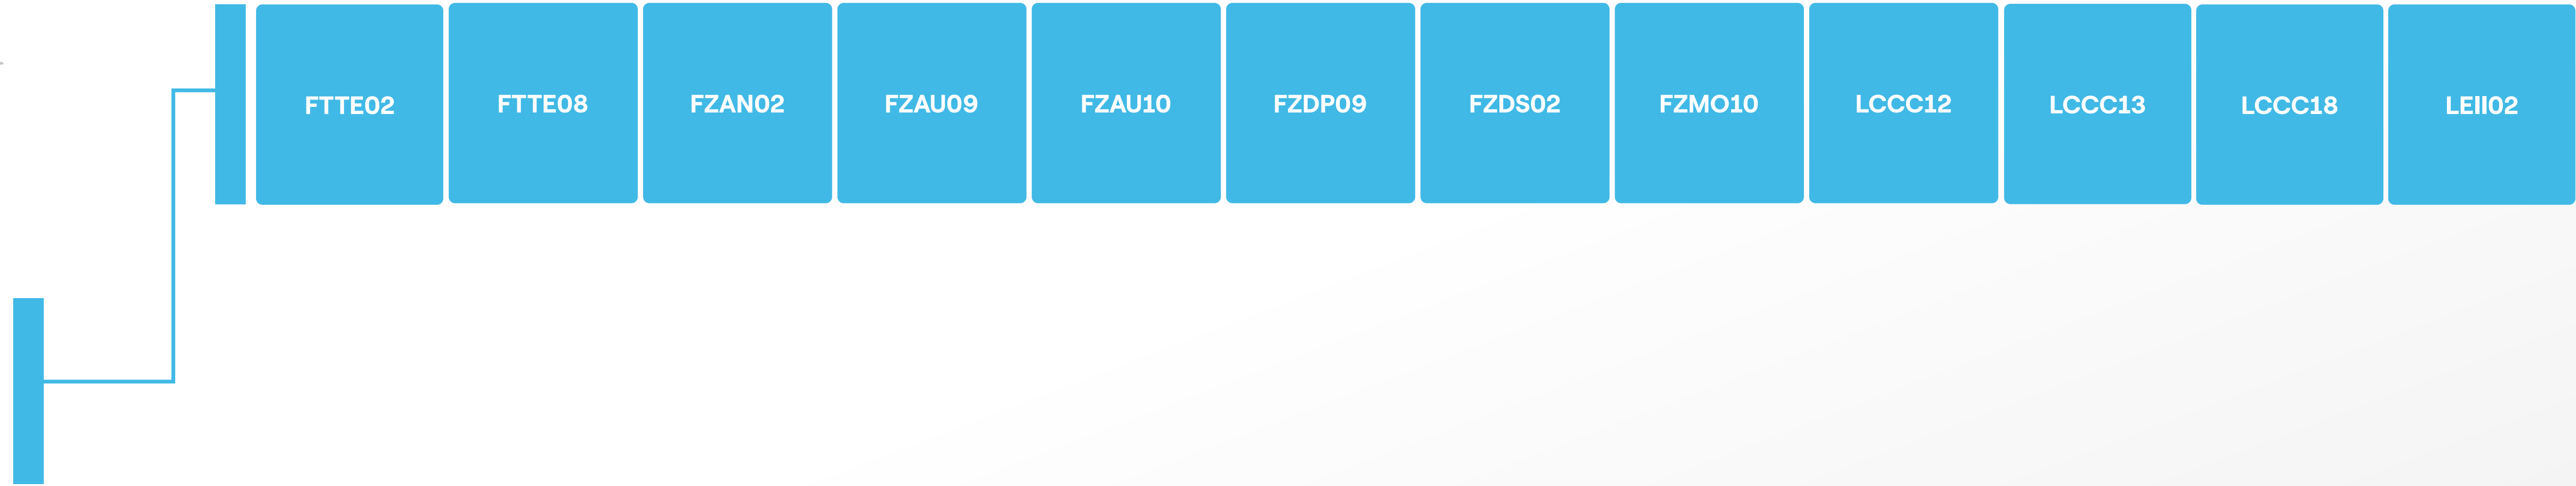 FTTE02
FTTE08
FZAN02
FZAU09
FZAU10
FZDP09
FZDS02
FZMO10
LCCC12
LCCC13
LCCC18
LEII02